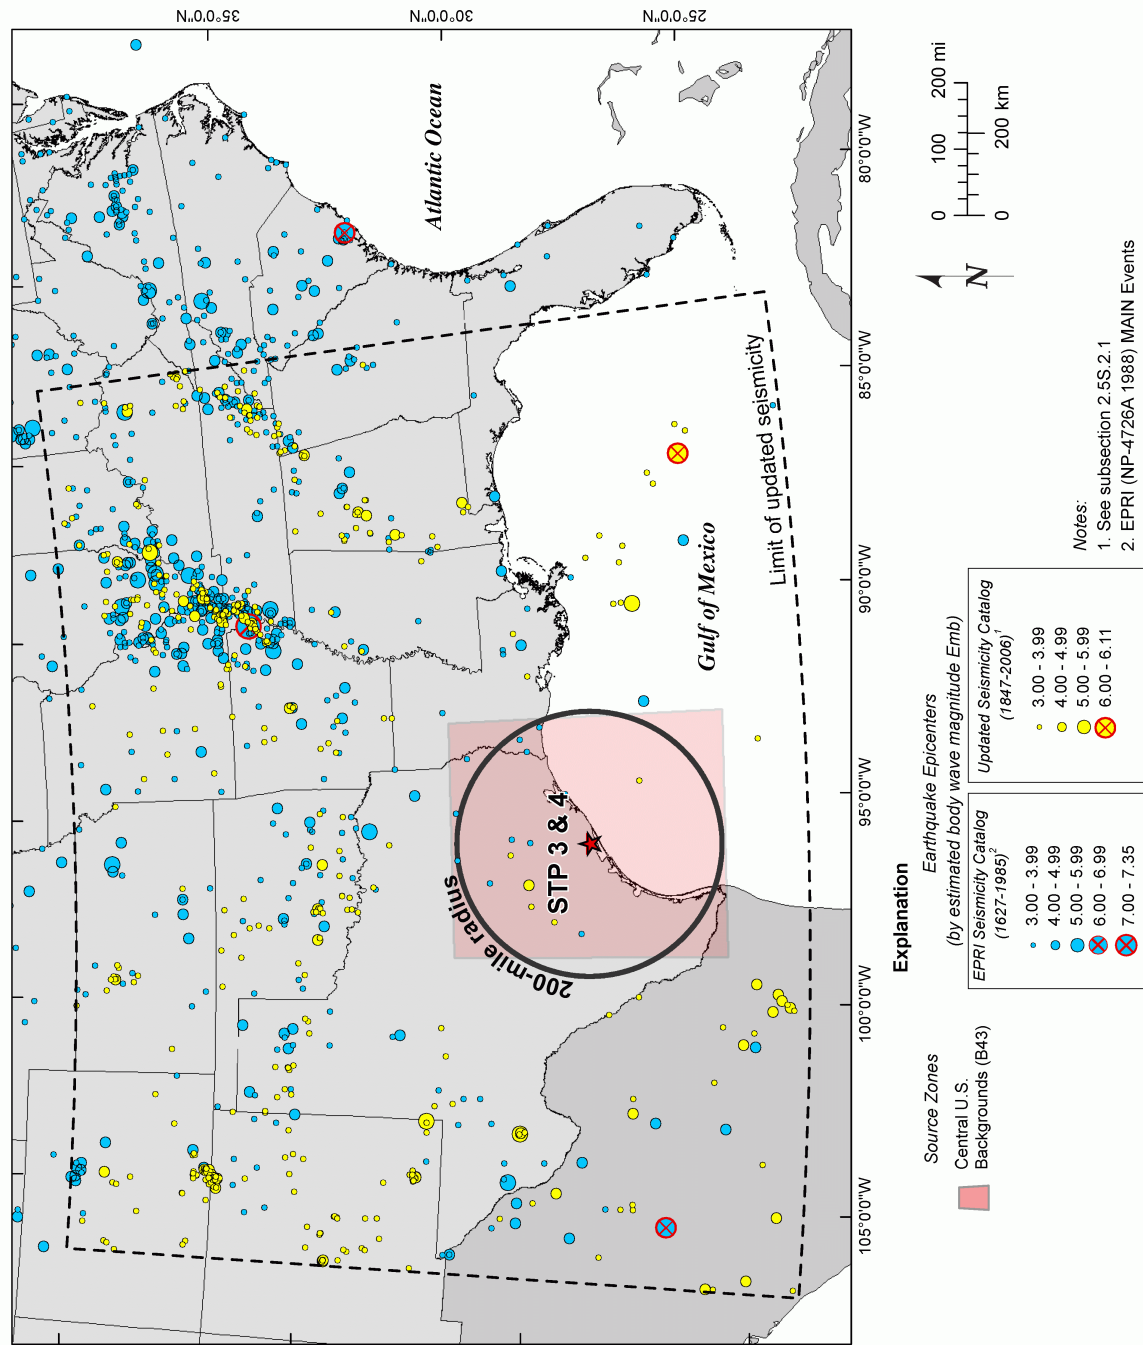 35°0'0"N
30°0'0"N
25°0'0"N
80°0'0"W
85°0'0"W
90°0'0"W
95°0'0"W
100°0'0"W
105°0'0"W
Atlantic Ocean
Gulf of Mexico
Limit of updated seismicity
STP 3 & 4
200-mile radius
0 100 200 mi
0 200 km
N
Explanation
Source Zones
Central U.S.
Backgrounds (B43)
Earthquake Epicenters
(by estimated body wave magnitude Emb)
EPRI Seismicity Catalog
(1627-1985)²
3.00 - 3.99
4.00 - 4.99
5.00 - 5.99
6.00 - 6.99
7.00 - 7.35
Updated Seismicity Catalog
(1847-2006)¹
3.00 - 3.99
4.00 - 4.99
5.00 - 5.99
6.00 - 6.11
Notes:
1. See subsection 2.5S.2.1
2. EPRI (NP-4726A 1988) MAIN Events